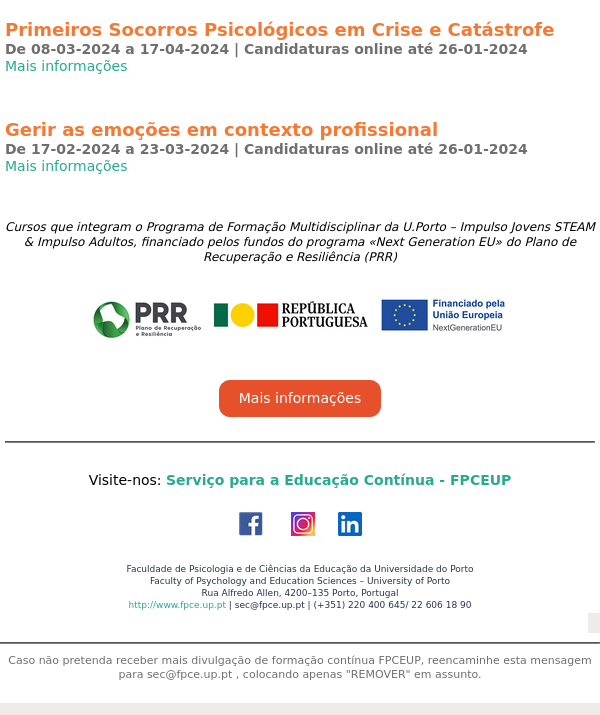 Primeiros Socorros Psicológicos em Crise e Catástrofe
De 08-03-2024 a 17-04-2024 | Candidaturas online até 26-01-2024
Mais informações
Gerir as emoções em contexto profissional
De 17-02-2024 a 23-03-2024 | Candidaturas online até 26-01-2024
Mais informações
Cursos que integram o Programa de Formação Multidisciplinar da U.Porto – Impulso Jovens STEAM
& Impulso Adultos, financiado pelos fundos do programa «Next Generation EU» do Plano de
Recuperação e Resiliência (PRR)
PRR
Plano de Recuperação
e Resiliência
REPÚBLICA
PORTUGUESA
Financiado pela
União Europeia
NextGenerationEU
Mais informações
Visite-nos: Serviço para a Educação Contínua - FPCEUP
Faculdade de Psicologia e de Ciências da Educação da Universidade do Porto
Faculty of Psychology and Education Sciences – University of Porto
Rua Alfredo Allen, 4200–135 Porto, Portugal
http://www.fpce.up.pt | sec@fpce.up.pt | (+351) 220 400 645/ 22 606 18 90
Caso não pretenda receber mais divulgação de formação contínua FPCEUP, reencaminhe esta mensagem
para sec@fpce.up.pt , colocando apenas "REMOVER" em assunto.